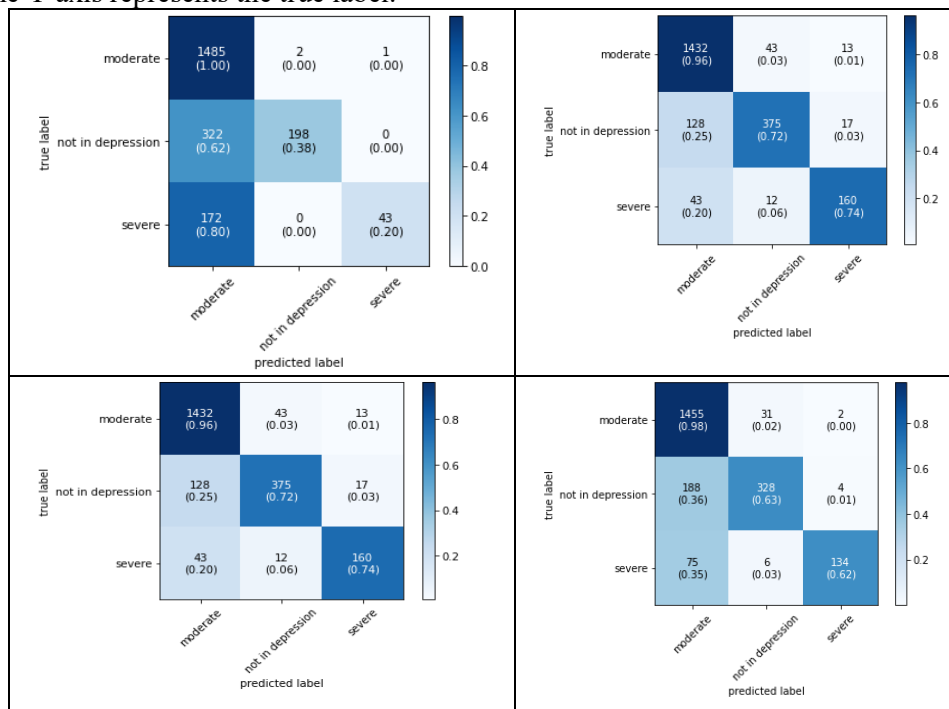 e Y axis represents the true label.
moderate 1485 2 1
(1.00) (0.00) (0.00)
0.8
not in depression 322 198 0
(0.62) (0.38) (0.00)
0.6
0.4
severe 172 0 43
(0.80) (0.00) (0.20)
0.2
0.0
true label
moderate not in depression severe
predicted label
moderate 1432 43 13
(0.96) (0.03) (0.01)
0.8
not in depression 128 375 17
(0.25) (0.72) (0.03)
0.6
0.4
severe 43 12 160
(0.20) (0.06) (0.74)
0.2
true label
moderate not in depression severe
predicted label
moderate 1432 43 13
(0.96) (0.03) (0.01)
0.8
not in depression 128 375 17
(0.25) (0.72) (0.03)
0.6
0.4
severe 43 12 160
(0.20) (0.06) (0.74)
0.2
true label
moderate not in depression severe
predicted label
moderate 1455 31 2
(0.98) (0.02) (0.00)
0.8
not in depression 188 328 4
(0.36) (0.63) (0.01)
0.6
0.4
severe 75 6 134
(0.35) (0.03) (0.62)
0.2
true label
moderate not in depression severe
predicted label